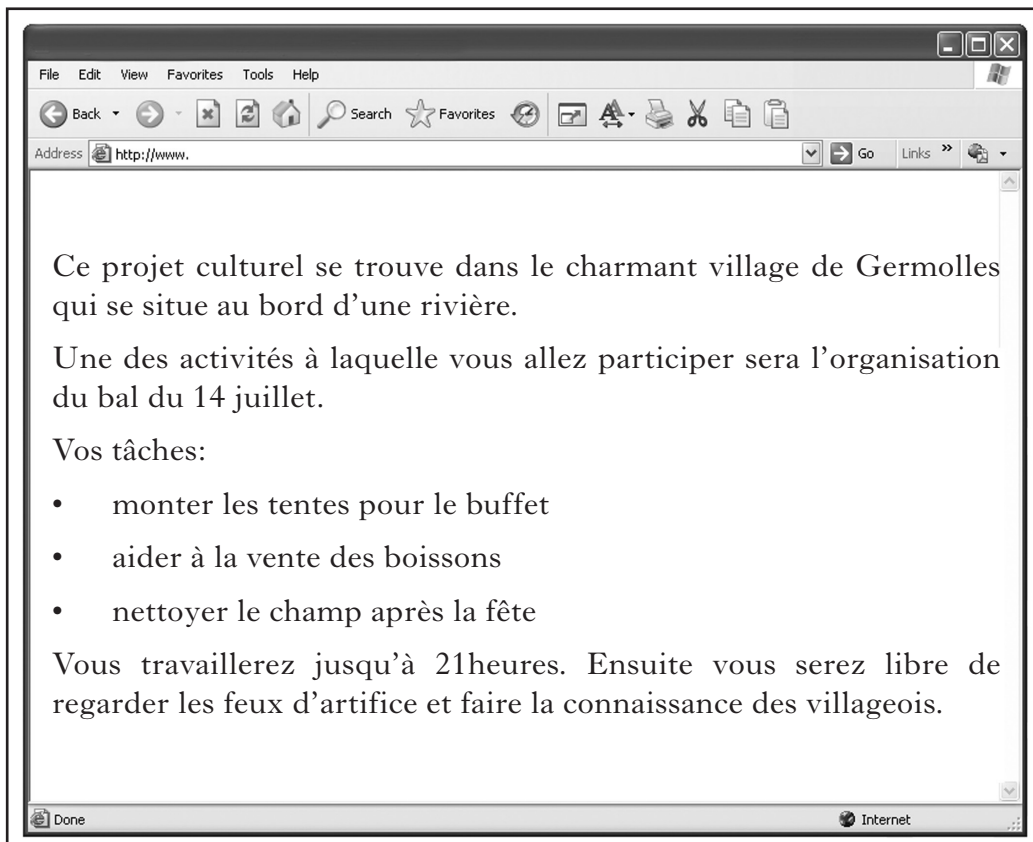 File Edit View Favorites Tools Help
Back Search Favorites
Address http://www. Go Links »
Ce projet culturel se trouve dans le charmant village de Germolles
qui se situe au bord d’une rivière.
Une des activités à laquelle vous allez participer sera l’organisation
du bal du 14 juillet.
Vos tâches:
• monter les tentes pour le buffet
• aider à la vente des boissons
• nettoyer le champ après la fête
Vous travaillerez jusqu’à 21heures. Ensuite vous serez libre de
regarder les feux d’artifice et faire la connaissance des villageois.
Done Internet